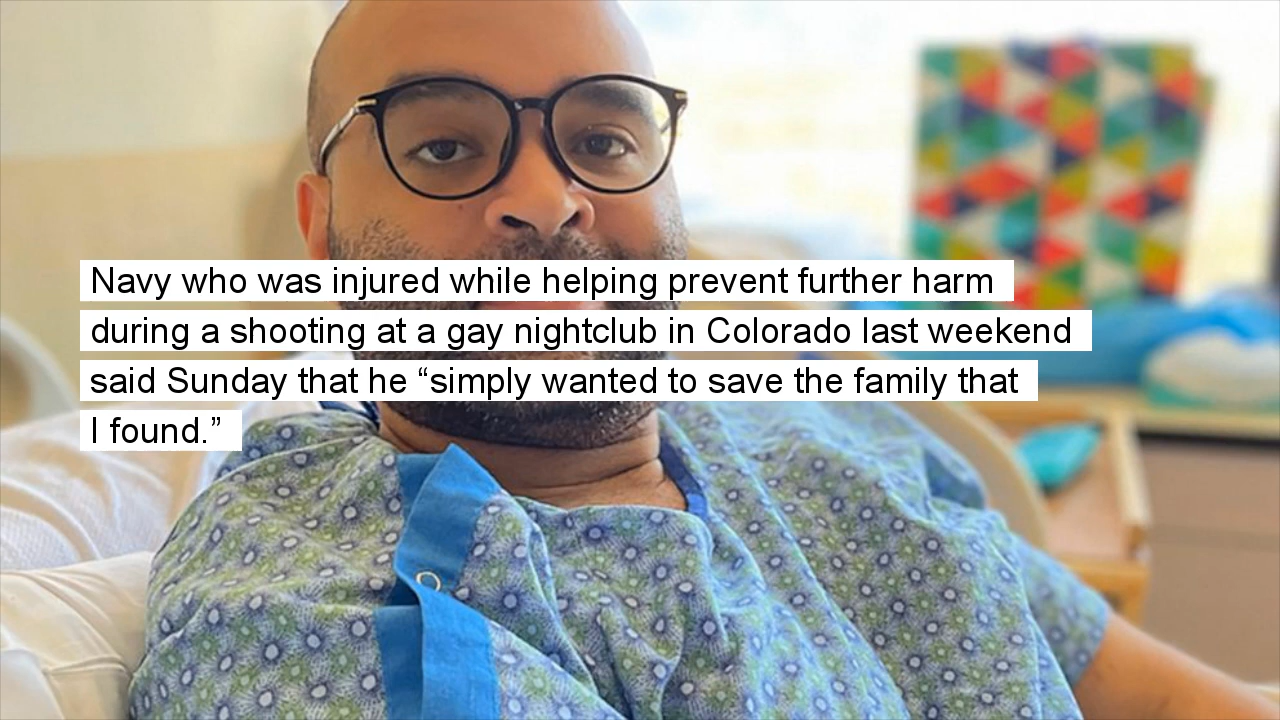 Navy who was injured while helping prevent further harm
during a shooting at a gay nightclub in Colorado last weekend
said Sunday that he “simply wanted to save the family that
I found.”